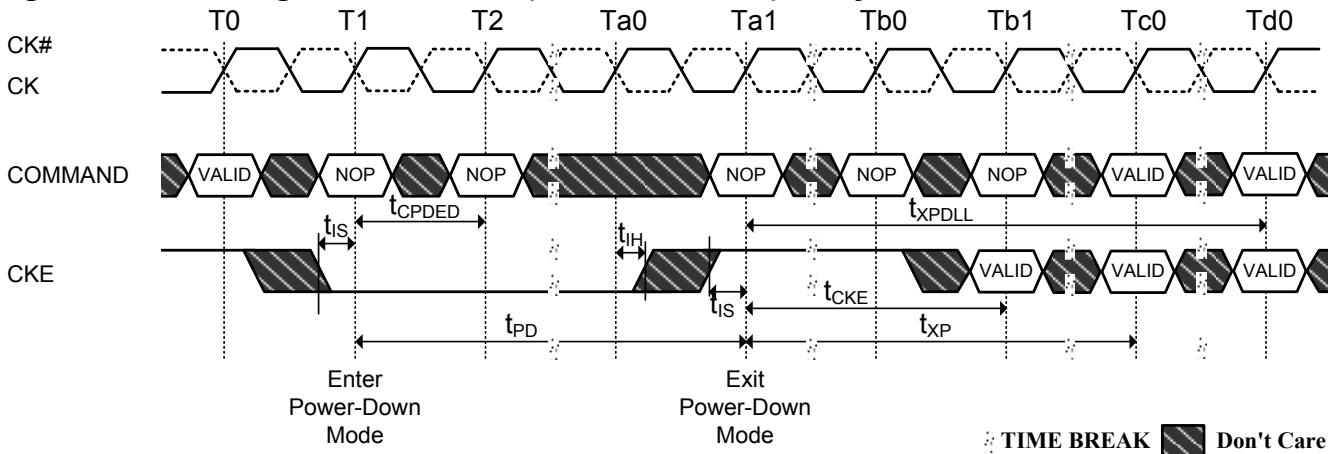 T0 T1 T2 Ta0 Ta1 Tb0 Tb1 Tc0 Td0
CK#
CK
COMMAND VALID NOP NOP NOP NOP NOP VALID VALID
tCPDED tXPDLL
tIS tIH
CKE VALID VALID VALID
tIS tCKE
tPD tXP
Enter
Power-Down
Mode
Exit
Power-Down
Mode
TIME BREAK Don't Care